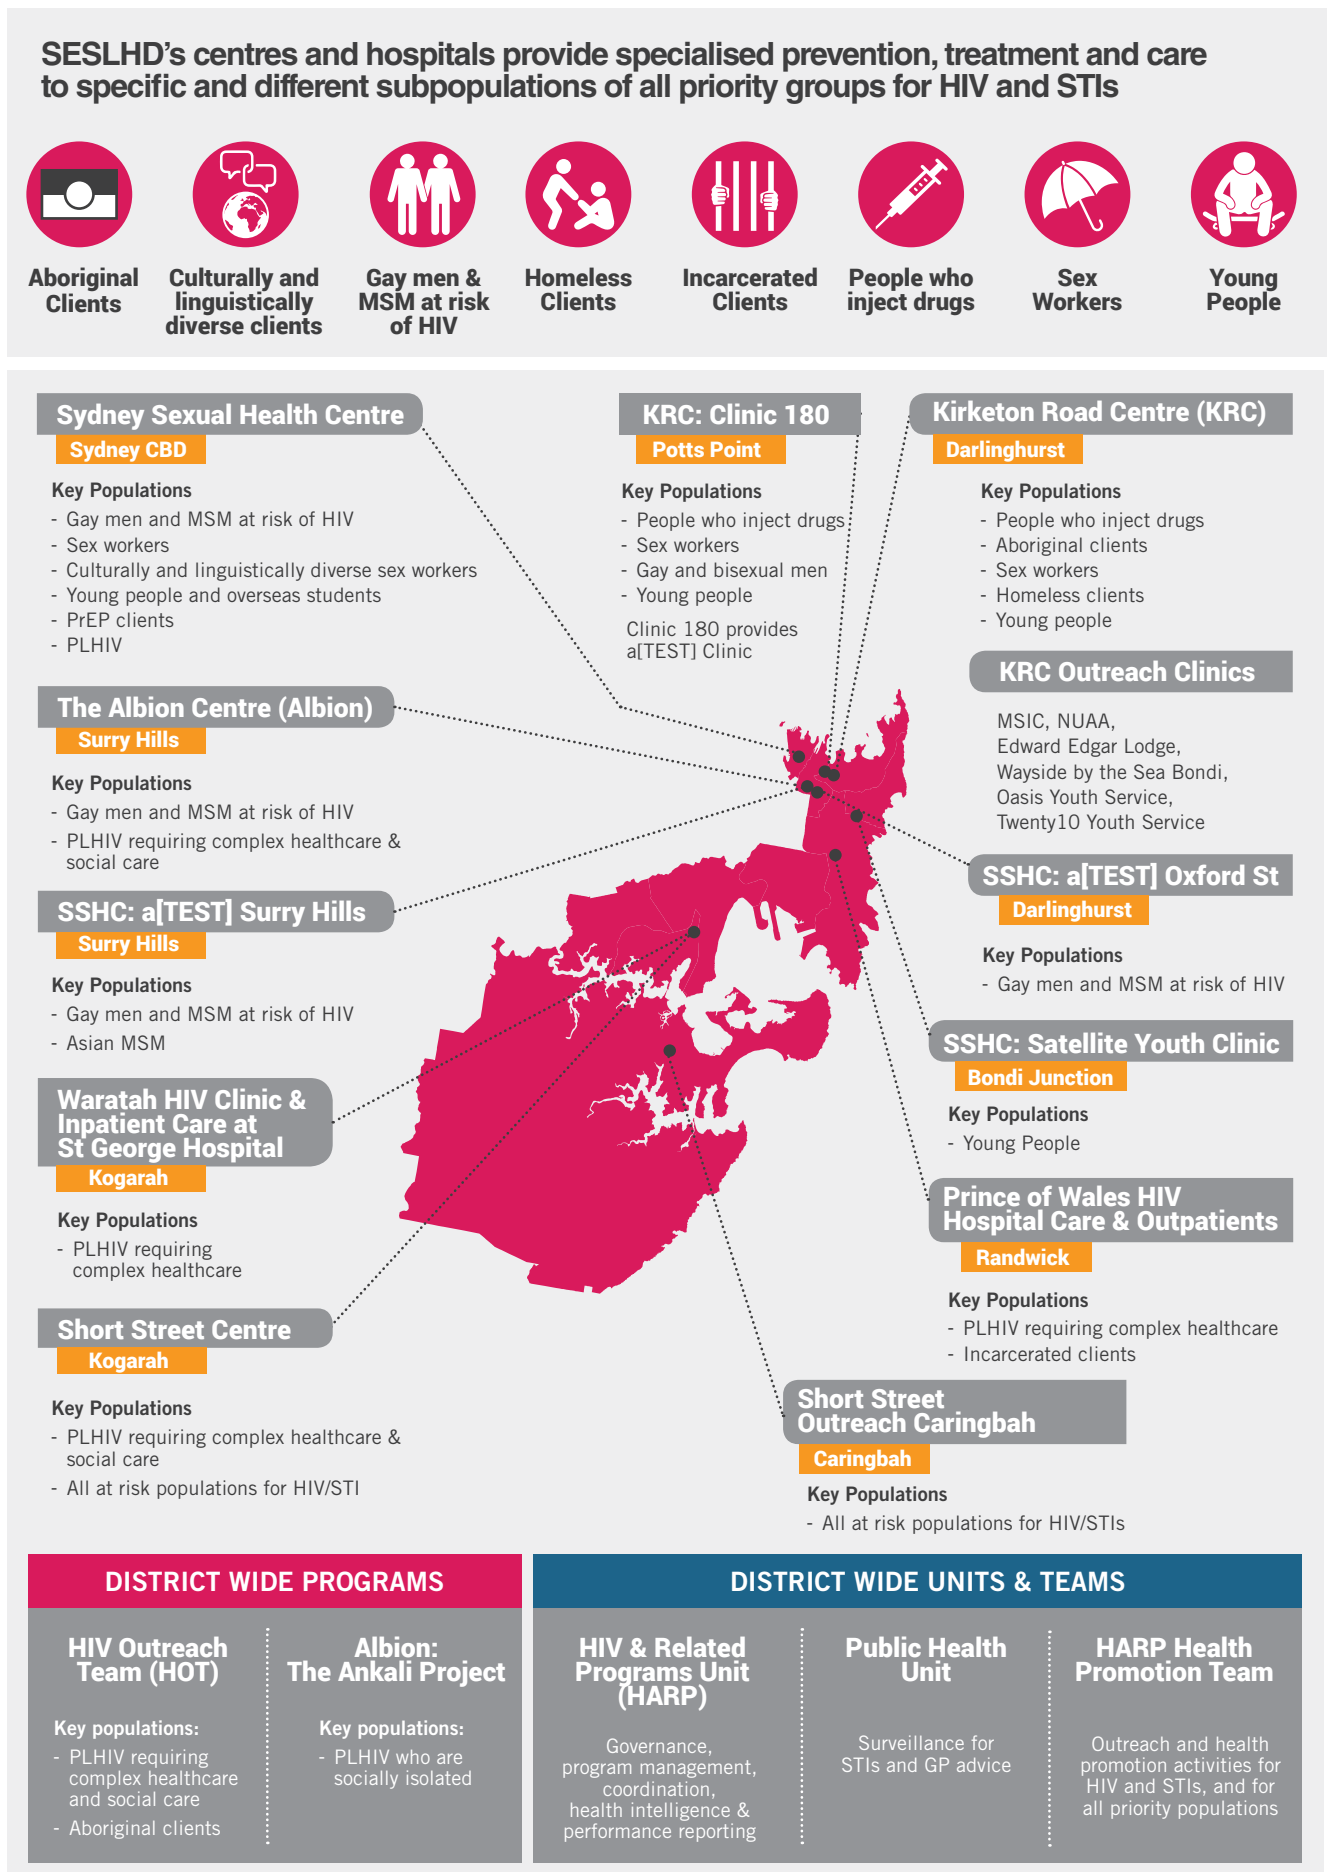 SESLHD's centres and hospitals provide specialised prevention, treatment and care
to specific and different subpopulations of all priority groups for HIV and STIs
Aboriginal
Clients
Culturally and
linguistically
diverse clients
Gay men &
MSM at risk
of HIV
Homeless
Clients
Incarcerated
Clients
People who
inject drugs
Sex
Workers
Young
People
Sydney Sexual Health Centre
Sydney CBD
Key Populations
- Gay men and MSM at risk of HIV
- Sex workers
- Culturally and linguistically diverse sex workers
- Young people and overseas students
- PrEP clients
- PLHIV
KRC: Clinic 180
Potts Point
Key Populations
- People who inject drugs
- Sex workers
- Gay and bisexual men
- Young people
Clinic 180 provides
a[TEST] Clinic
Kirketon Road Centre (KRC)
Darlinghurst
Key Populations
- People who inject drugs
- Aboriginal clients
- Sex workers
- Homeless clients
- Young people
KRC Outreach Clinics
MSIC, NUAA,
Edward Edgar Lodge,
Wayside by the Sea Bondi,
Oasis Youth Service,
Twenty10 Youth Service
The Albion Centre (Albion)
Surry Hills
Key Populations
- Gay men and MSM at risk of HIV
- PLHIV requiring complex healthcare &
social care
SSHC: a[TEST] Surry Hills
Surry Hills
Key Populations
- Gay men and MSM at risk of HIV
- Asian MSM
SSHC: a[TEST] Oxford St
Darlinghurst
Key Populations
- Gay men and MSM at risk of HIV
SSHC: Satellite Youth Clinic
Bondi Junction
Key Populations
- Young People
Waratah HIV Clinic &
Inpatient Care at
St George Hospital
Kogarah
Key Populations
- PLHIV requiring
complex healthcare
Prince of Wales HIV
Hospital Care & Outpatients
Randwick
Key Populations
- PLHIV requiring complex healthcare
- Incarcerated clients
Short Street Centre
Kogarah
Key Populations
- PLHIV requiring complex healthcare &
social care
- All at risk populations for HIV/STI
Short Street
Outreach Caringbah
Caringbah
Key Populations
- All at risk populations for HIV/STIs
DISTRICT WIDE PROGRAMS
HIV Outreach
Team (HOT)
Key populations:
- PLHIV requiring
complex healthcare
and social care
- Aboriginal clients
Albion:
The Ankali Project
Key populations:
- PLHIV who are
socially isolated
DISTRICT WIDE UNITS & TEAMS
HIV & Related
Programs Unit
(HARP)
Governance,
program management,
coordination,
health intelligence &
performance reporting
Public Health
Unit
Surveillance for
STIs and GP advice
HARP Health
Promotion Team
Outreach and health
promotion activities for
HIV and STIs, and for
all priority populations